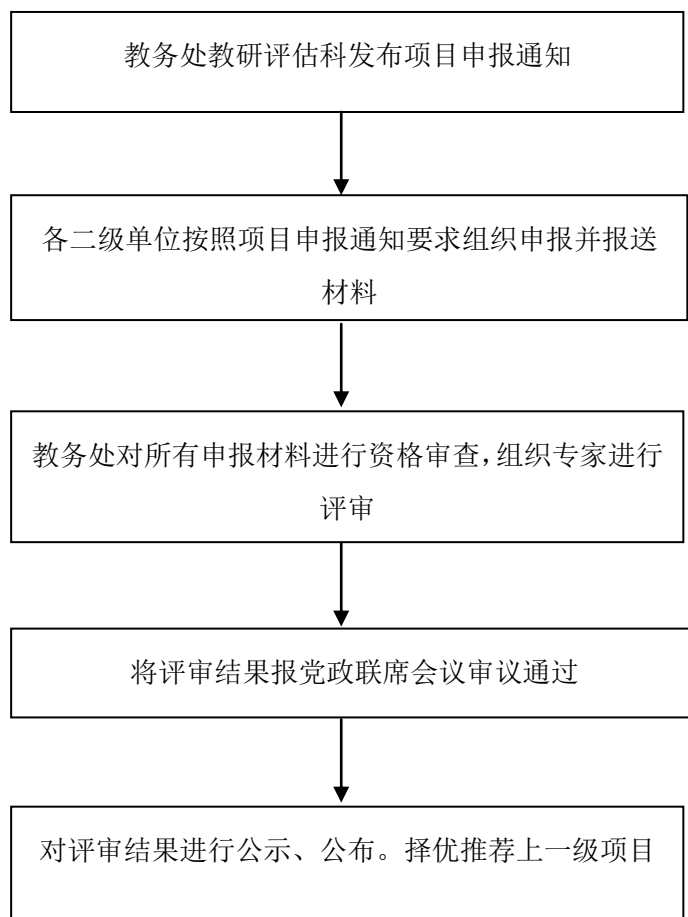 教务处教研评估科发布项目申报通知
各二级单位按照项目申报通知要求组织申报并报送
材料
教务处对所有申报材料进行资格审查,组织专家进行
评审
将评审结果报党政联席会议审议通过
对评审结果进行公示、公布。择优推荐上一级项目